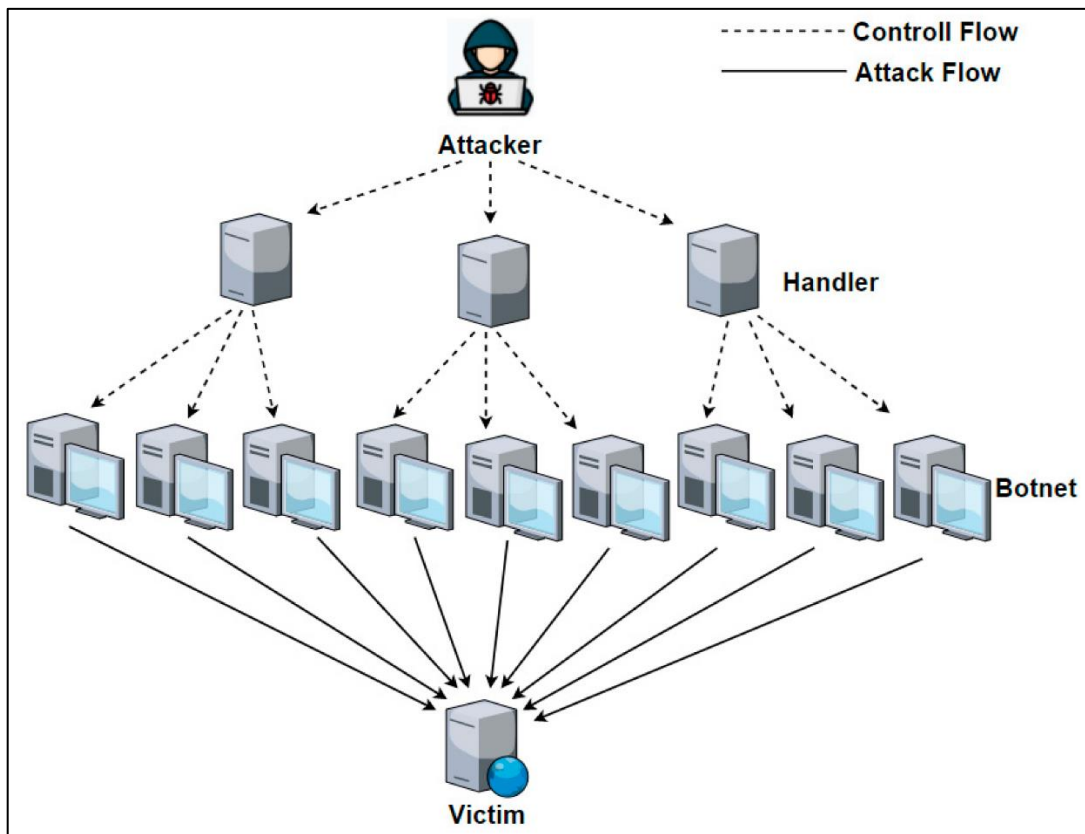 Controll Flow
Attack Flow
Attacker
Handler
Botnet
Victim